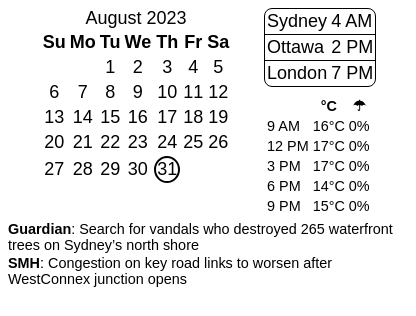 August 2023
Su Mo Tu We Th Fr Sa
1 2 3 4 5
6 7 8 9 10 11 12
13 14 15 16 17 18 19
20 21 22 23 24 25 26
27 28 29 30 31
Sydney 4 AM
Ottawa 2 PM
London 7 PM
°C ☂
9 AM 16°C 0%
12 PM 17°C 0%
3 PM 17°C 0%
6 PM 14°C 0%
9 PM 15°C 0%
Guardian: Search for vandals who destroyed 265 waterfront
trees on Sydney’s north shore
SMH: Congestion on key road links to worsen after
WestConnex junction opens